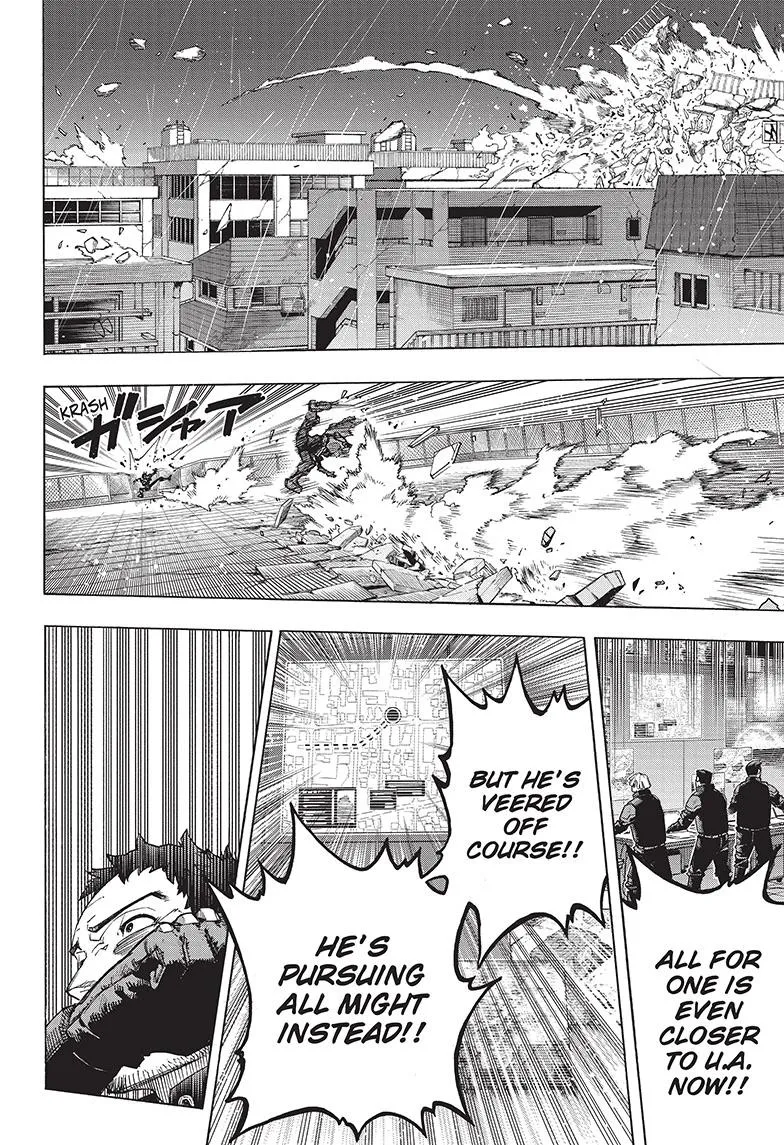 KRASH
ガシャア
ALL FOR
ONE IS
EVEN
CLOSER
TO U.A.
NOW!!
BUT HE'S
VEERED
OFF
COURSE!!
HE'S
PURSUING
ALL MIGHT
INSTEAD!!